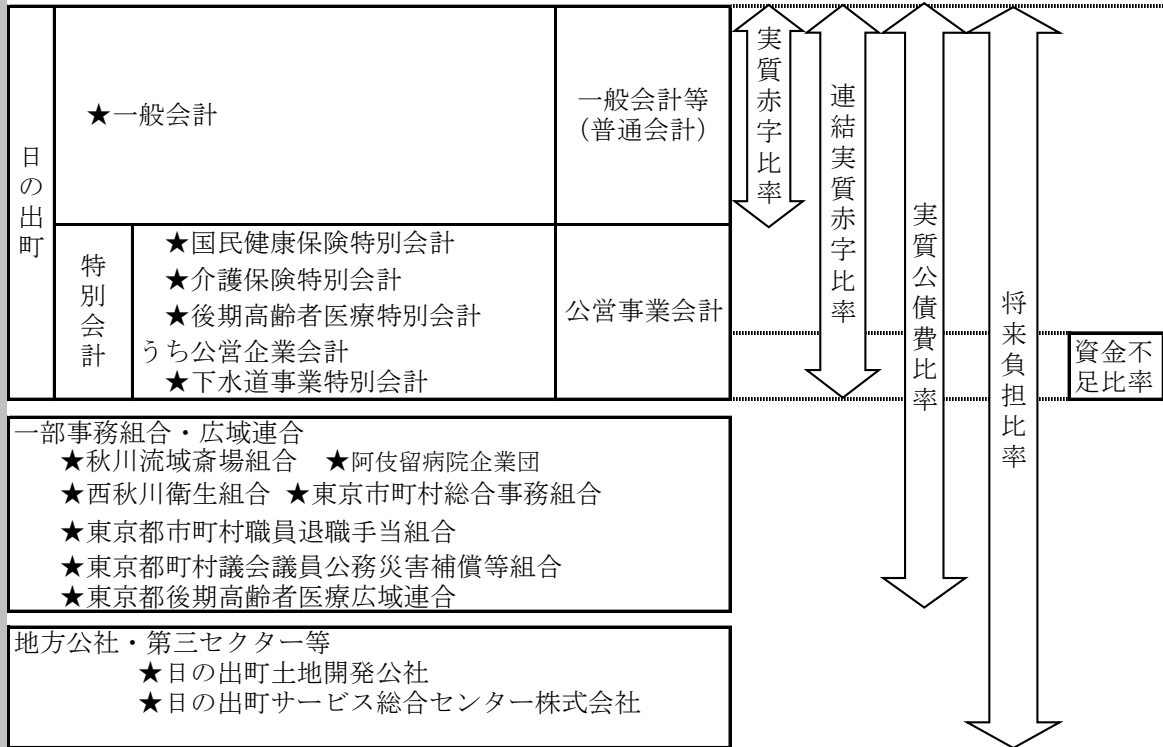 日の出町
★一般会計
一般会計等
（普通会計）
特別会計
★国民健康保険特別会計
★介護保険特別会計
★後期高齢者医療特別会計
うち公営企業会計
★下水道事業特別会計
公営事業会計
実質赤字比率
連結実質赤字比率
実質公債費比率
将来負担比率
資金不
足比率
一部事務組合・広域連合
★秋川流域斎場組合　★阿伎留病院企業団
★西秋川衛生組合 ★東京市町村総合事務組合
★東京都市町村職員退職手当組合
★東京都町村議会議員公務災害補償等組合
★東京都後期高齢者医療広域連合
地方公社・第三セクター等
★日の出町土地開発公社
★日の出町サービス総合センター株式会社